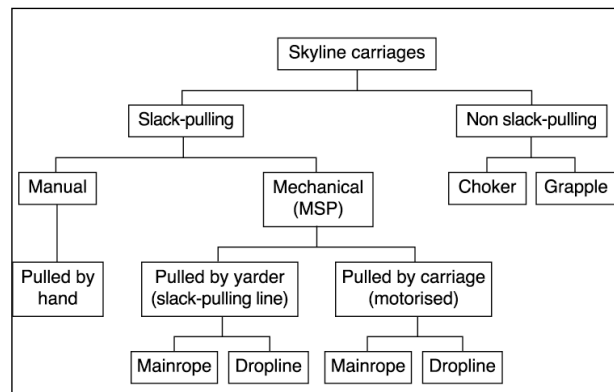 Skyline carriages
Slack-pulling
Non slack-pulling
Manual
Mechanical
(MSP)
Choker
Grapple
Pulled by
hand
Pulled by yarder
(slack-pulling line)
Pulled by carriage
(motorised)
Mainrope
Dropline
Mainrope
Dropline